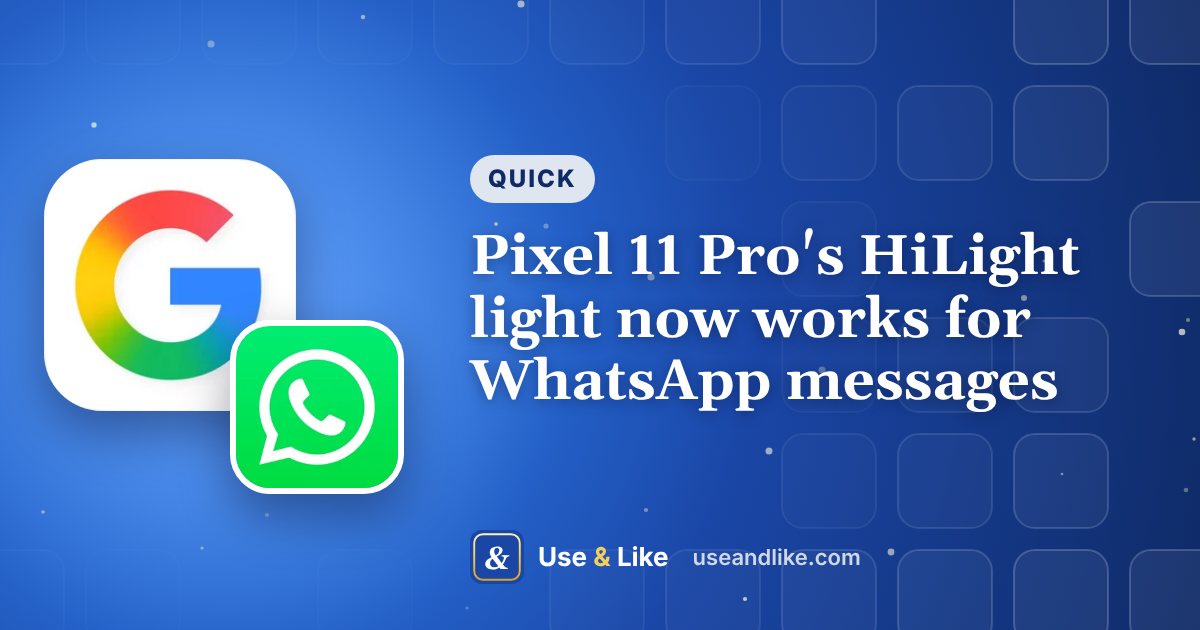 QUICK
Pixel 11 Pro's HiLight
light now works for
WhatsApp messages
& Use & Like useandlike.com